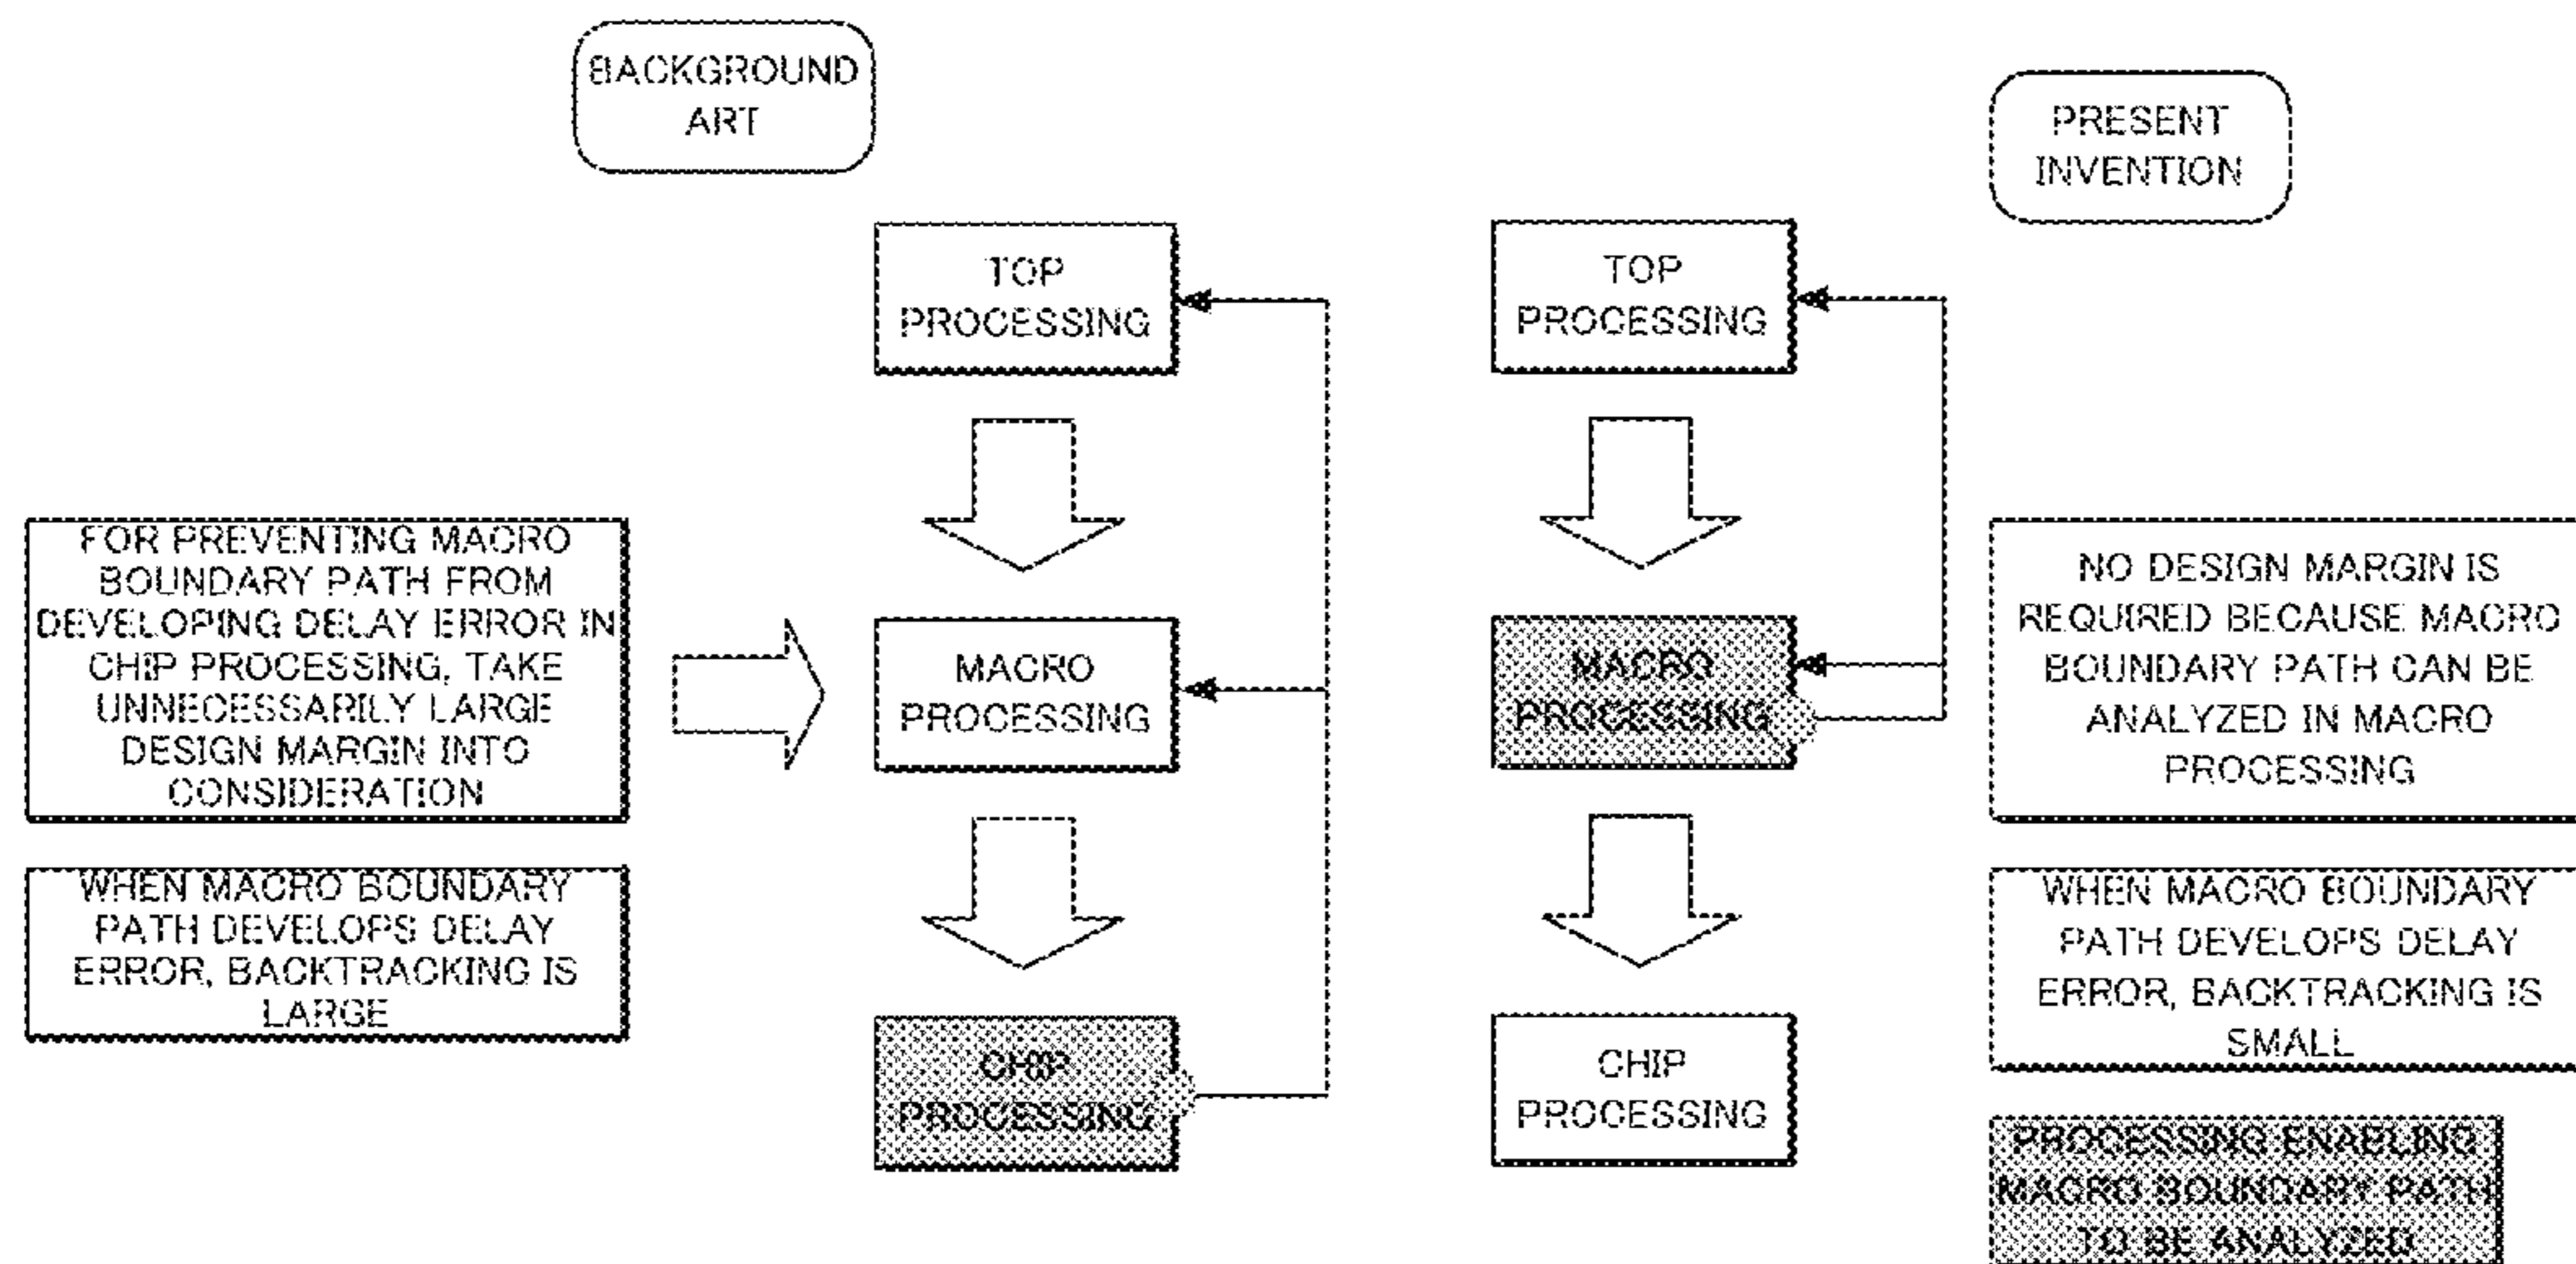 BACKGROUND
ART
PRESENT
INVENTION
TOP
PROCESSING
TOP
PROCESSING
FOR PREVENTING MACRO
BOUNDARY PATH FROM
DEVELOPING DELAY ERROR IN
CHIP PROCESSING, TAKE
UNNECESSARILY LARGE
DESIGN MARGIN INTO
CONSIDERATION
MACRO
PROCESSING
MACRO
PROCESSING
NO DESIGN MARGIN IS
REQUIRED BECAUSE MACRO
BOUNDARY PATH CAN BE
ANALYZED IN MACRO
PROCESSING
WHEN MACRO BOUNDARY
PATH DEVELOPS DELAY
ERROR, BACKTRACKING IS
LARGE
CHIP
PROCESSING
CHIP
PROCESSING
WHEN MACRO BOUNDARY
PATH DEVELOPS DELAY
ERROR, BACKTRACKING IS
SMALL
PROCESSING ENABLING
MACRO BOUNDARY PATH
TO BE ANALYZED